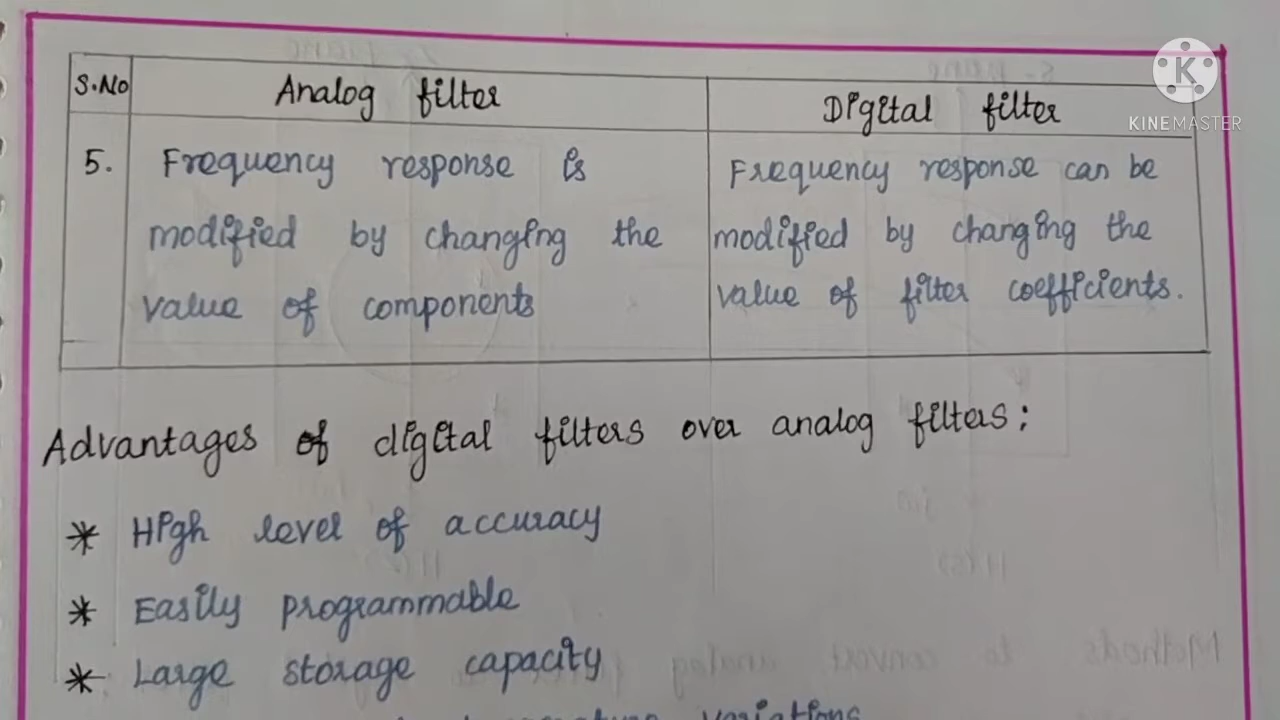 S.No Analog filter Digital filter
5. Frequency response is Frequency response can be
modified by changing the modified by changing the
value of components value of filter coefficients.
Advantages of digital filters over analog filters:
* High level of accuracy
* Easily programmable
* Large storage capacity
variations
K
KINEMASTER